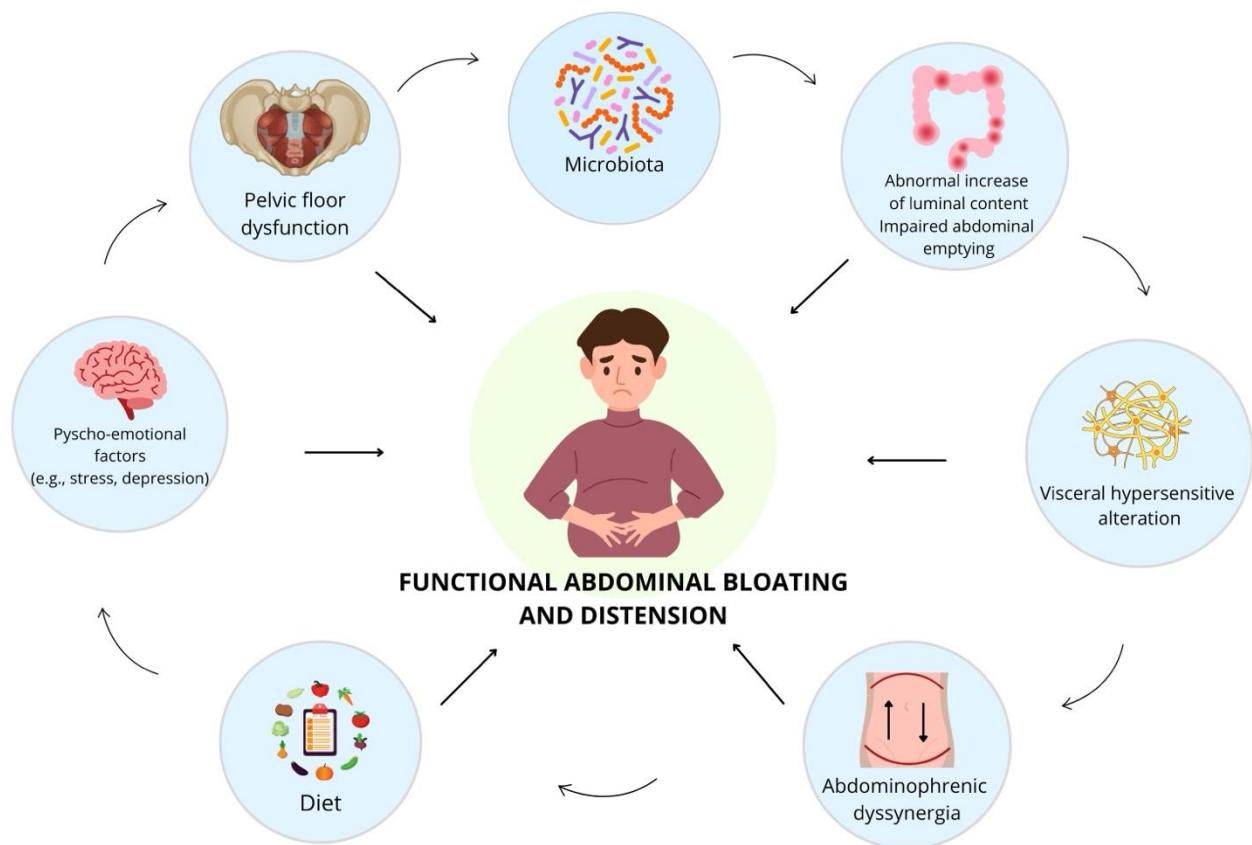 Microbiota
Pelvic floor
dysfunction
Abnormal increase
of luminal content
Impaired abdominal
emptying
Pyscho-emotional
factors
(e.g., stress, depression)
Visceral hypersensitive
alteration
FUNCTIONAL ABDOMINAL BLOATING
AND DISTENSION
Diet
Abdominophrenic
dyssynergia